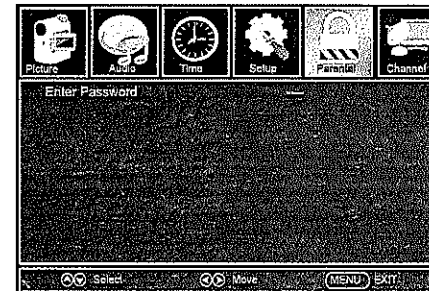 Picture Audio Time Setup Parental Channel
Enter Password
Select Move MENU EXIT